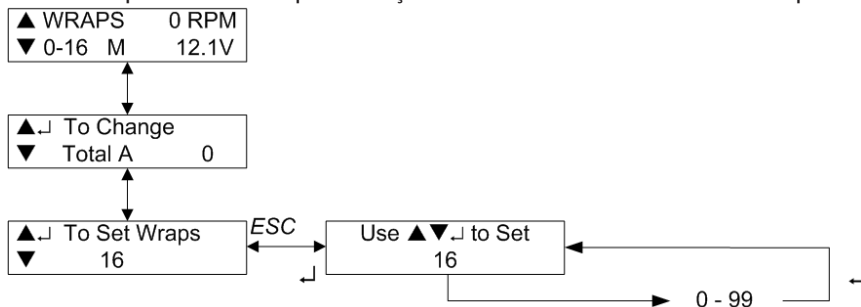 ▲ WRAPS 0 RPM
▼ 0-16 M 12.1V
▲↵ To Change
▼ Total A 0
▲↵ To Set Wraps
▼ 16
ESC
↵
Use ▲▼↵ to Set
16
0 - 99
↵